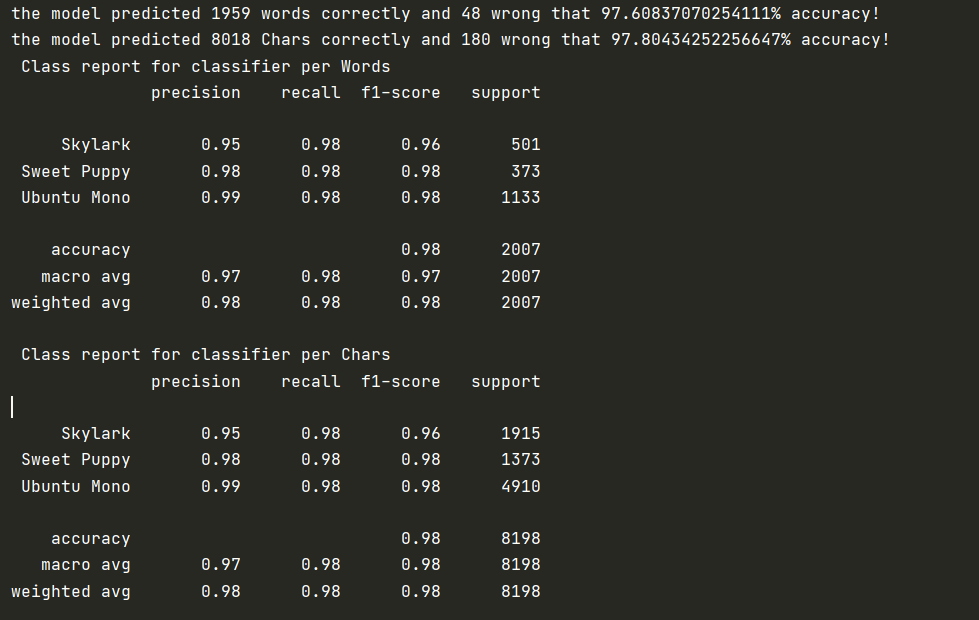 the model predicted 1959 words correctly and 48 wrong that 97.60837070254111% accuracy!
the model predicted 8018 Chars correctly and 180 wrong that 97.80434252256647% accuracy!
Class report for classifier per Words
precision recall f1-score support
Skylark 0.95 0.98 0.96 501
Sweet Puppy 0.98 0.98 0.98 373
Ubuntu Mono 0.99 0.98 0.98 1133
accuracy 0.98 2007
macro avg 0.97 0.98 0.97 2007
weighted avg 0.98 0.98 0.98 2007
Class report for classifier per Chars
precision recall f1-score support
Skylark 0.95 0.98 0.96 1915
Sweet Puppy 0.98 0.98 0.98 1373
Ubuntu Mono 0.99 0.98 0.98 4910
accuracy 0.98 8198
macro avg 0.97 0.98 0.98 8198
weighted avg 0.98 0.98 0.98 8198